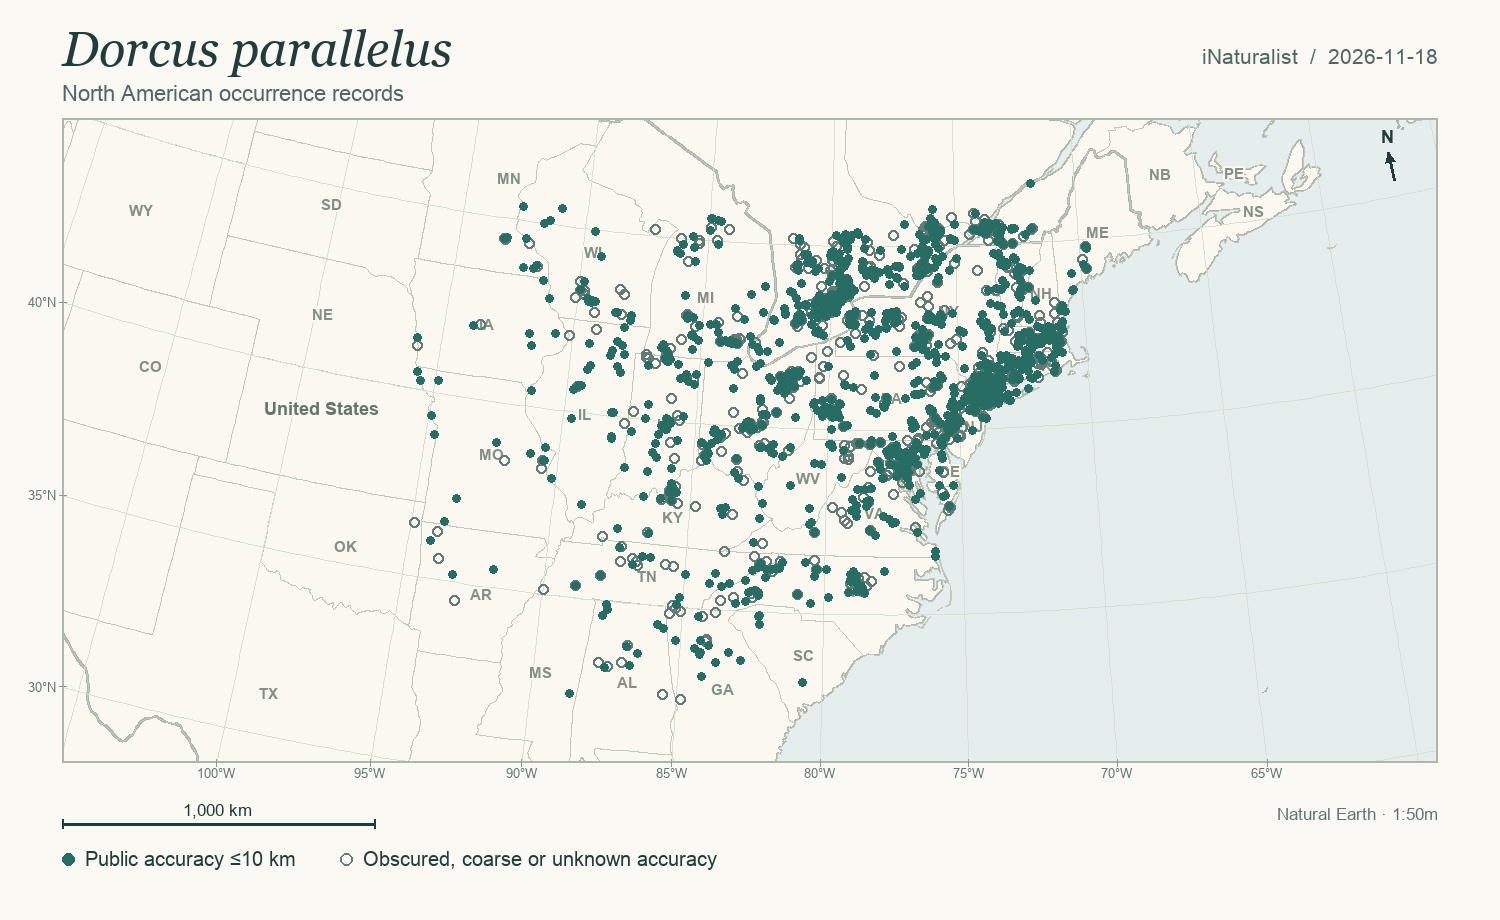 Dorcus parallelus
iNaturalist / 2026-11-18
North American occurrence records
N
MN
NB
PE
WY
SD
NS
ME
WI
MI
NH
40°N
NE
IA
CO
United States
IL
MO
WV
DE
35°N
KY
VA
OK
TN
AR
SC
MS
AL
GA
30°N
TX
100°W
95°W
90°W
85°W
80°W
75°W
70°W
65°W
1,000 km
Natural Earth · 1:50m
Public accuracy ≤10 km
Obscured, coarse or unknown accuracy